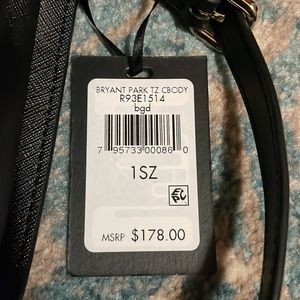 BRYANT PARK TZ CBODY
R93E1514
bgd
7 95733 00086 0
1SZ
MSRP $178.00